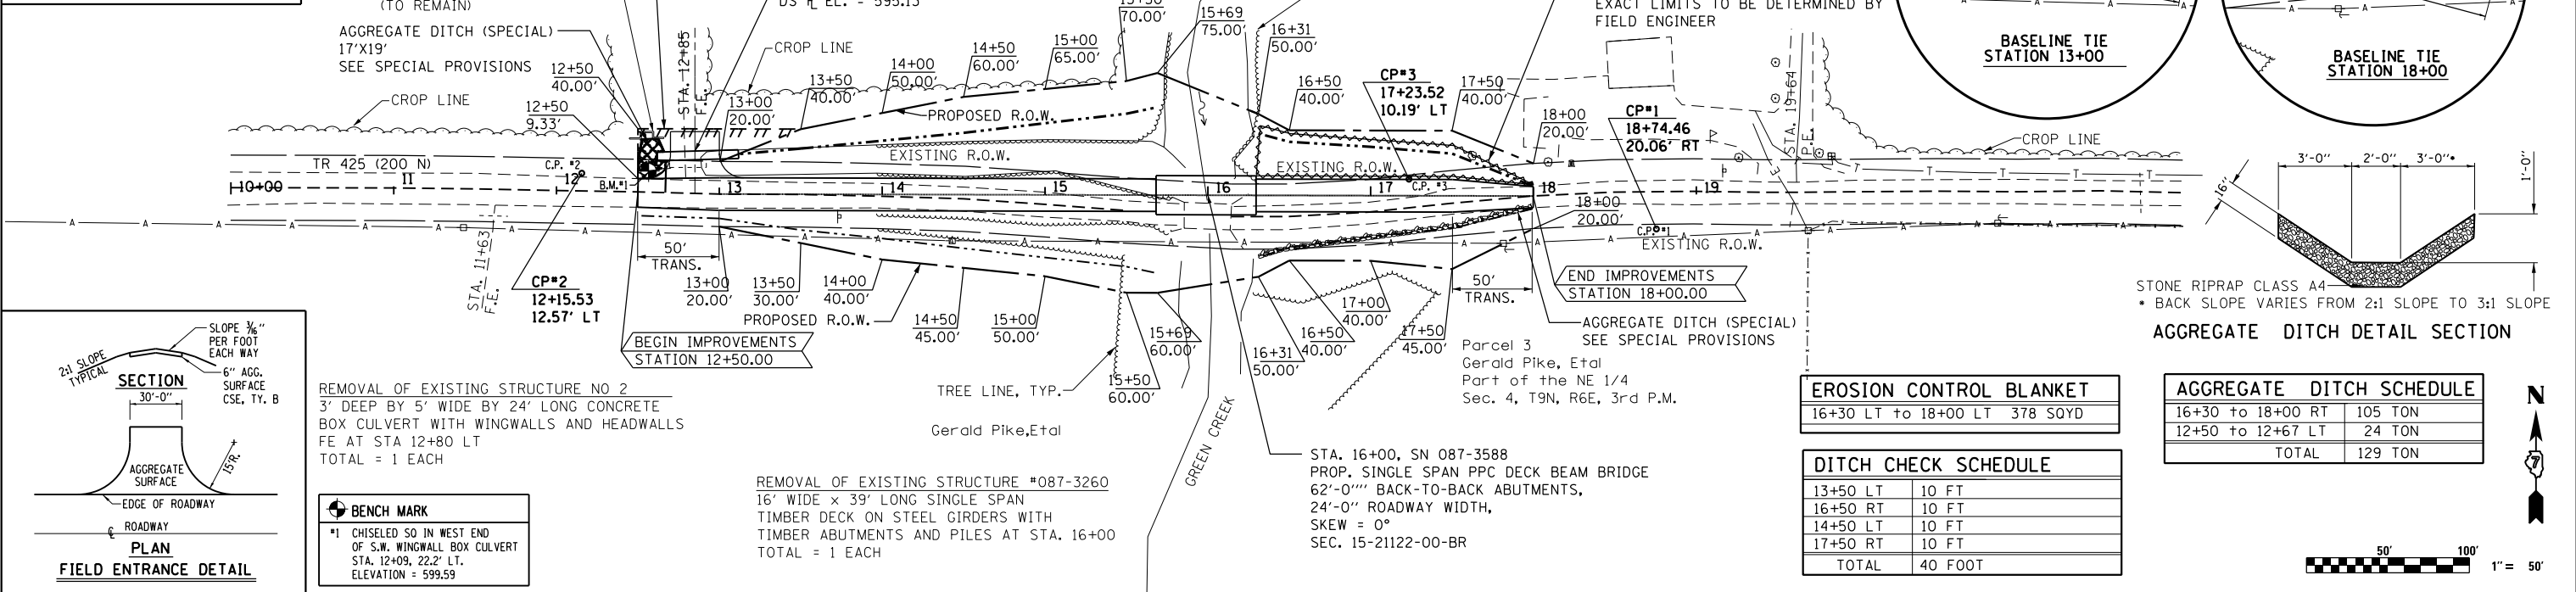 (TO REMAIN)
AGGREGATE DITCH (SPECIAL)
17'X19'
SEE SPECIAL PROVISIONS
CROP LINE
12+50
40.00'
12+50
9.33'
STA. 12+85
F.E.
CROP LINE
13+00
20.00'
13+50
40.00'
14+00
50.00'
14+50
60.00'
15+00
65.00'
70.00'
15+69
75.00'
16+31
50.00'
16+50
40.00'
CP#3
17+23.52
10.19' LT
17+50
40.00'
18+00
20.00'
EXACT LIMITS TO BE DETERMINED BY
FIELD ENGINEER
CP#1
18+74.46
20.06' RT
STA. 19+64
P.E.
CROP LINE
BASELINE TIE
STATION 13+00
BASELINE TIE
STATION 18+00
PROPOSED R.O.W.
EXISTING R.O.W.
EXISTING R.O.W.
TR 425 (200 N)
C.P. #2
B.M.#1
10+00
11
12
13
14
15
16
17
C.P. #3
18
19
18+00
20.00'
C.P. #1
EXISTING R.O.W.
STA. 11+63
F.E.
CP#2
12+15.53
12.57' LT
50'
TRANS.
13+00
20.00'
13+50
30.00'
14+00
40.00'
PROPOSED R.O.W.
14+50
45.00'
15+00
50.00'
15+50
60.00'
15+69
60.00'
16+31
50.00'
16+50
40.00'
17+00
40.00'
17+50
45.00'
50'
TRANS.
END IMPROVEMENTS
STATION 18+00.00
BEGIN IMPROVEMENTS
STATION 12+50.00
AGGREGATE DITCH (SPECIAL)
SEE SPECIAL PROVISIONS
Parcel 3
Gerald Pike, Etal
Part of the NE 1/4
Sec. 4, T9N, R6E, 3rd P.M.
TREE LINE, TYP.
Gerald Pike,Etal
GREEN CREEK
3'-0" 2'-0" 3'-0"*
1'-0"
16"
STONE RIPRAP CLASS A4
* BACK SLOPE VARIES FROM 2:1 SLOPE TO 3:1 SLOPE
AGGREGATE DITCH DETAIL SECTION
SLOPE 3/16"
PER FOOT
EACH WAY
2:1 SLOPE
TYPICAL
SECTION
6" AGG.
SURFACE
CSE, TY. B
30'-0"
AGGREGATE
SURFACE
15'R.
EDGE OF ROADWAY
℄ ROADWAY
PLAN
FIELD ENTRANCE DETAIL
REMOVAL OF EXISTING STRUCTURE NO 2
3' DEEP BY 5' WIDE BY 24' LONG CONCRETE
BOX CULVERT WITH WINGWALLS AND HEADWALLS
FE AT STA 12+80 LT
TOTAL = 1 EACH
BENCH MARK
#1 CHISELED SQ IN WEST END
OF S.W. WINGWALL BOX CULVERT
STA. 12+09, 22.2' LT.
ELEVATION = 599.59
REMOVAL OF EXISTING STRUCTURE #087-3260
16' WIDE x 39' LONG SINGLE SPAN
TIMBER DECK ON STEEL GIRDERS WITH
TIMBER ABUTMENTS AND PILES AT STA. 16+00
TOTAL = 1 EACH
STA. 16+00, SN 087-3588
PROP. SINGLE SPAN PPC DECK BEAM BRIDGE
62'-0"" BACK-TO-BACK ABUTMENTS,
24'-0" ROADWAY WIDTH,
SKEW = 0°
SEC. 15-21122-00-BR
EROSION CONTROL BLANKET
16+30 LT to 18+00 LT 378 SQYD
DITCH CHECK SCHEDULE
13+50 LT 10 FT
16+50 RT 10 FT
14+50 LT 10 FT
17+50 RT 10 FT
TOTAL 40 FOOT
AGGREGATE DITCH SCHEDULE
16+30 to 18+00 RT 105 TON
12+50 to 12+67 LT 24 TON
TOTAL 129 TON
N
50' 100'
1"= 50'